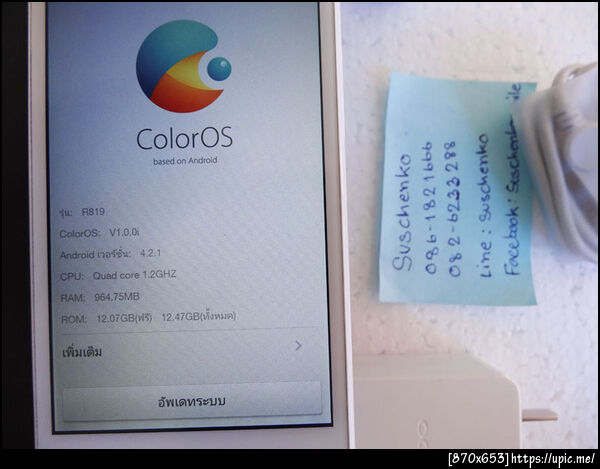 ColorOS
based on Android
รุ่น: R819
ColorOS: V1.0.0i
Android เวอร์ชั่น: 4.2.1
CPU: Quad core 1.2GHZ
RAM: 964.75MB
ROM: 12.07GB(ฟรี) 12.47GB(ทั้งหมด)
เพิ่มเติม
อัพเดทระบบ
Suschenko
086-1821666
082-6233288
Line: Suschenko
Facebook: Suschenko
[870x653]https://upic.me/